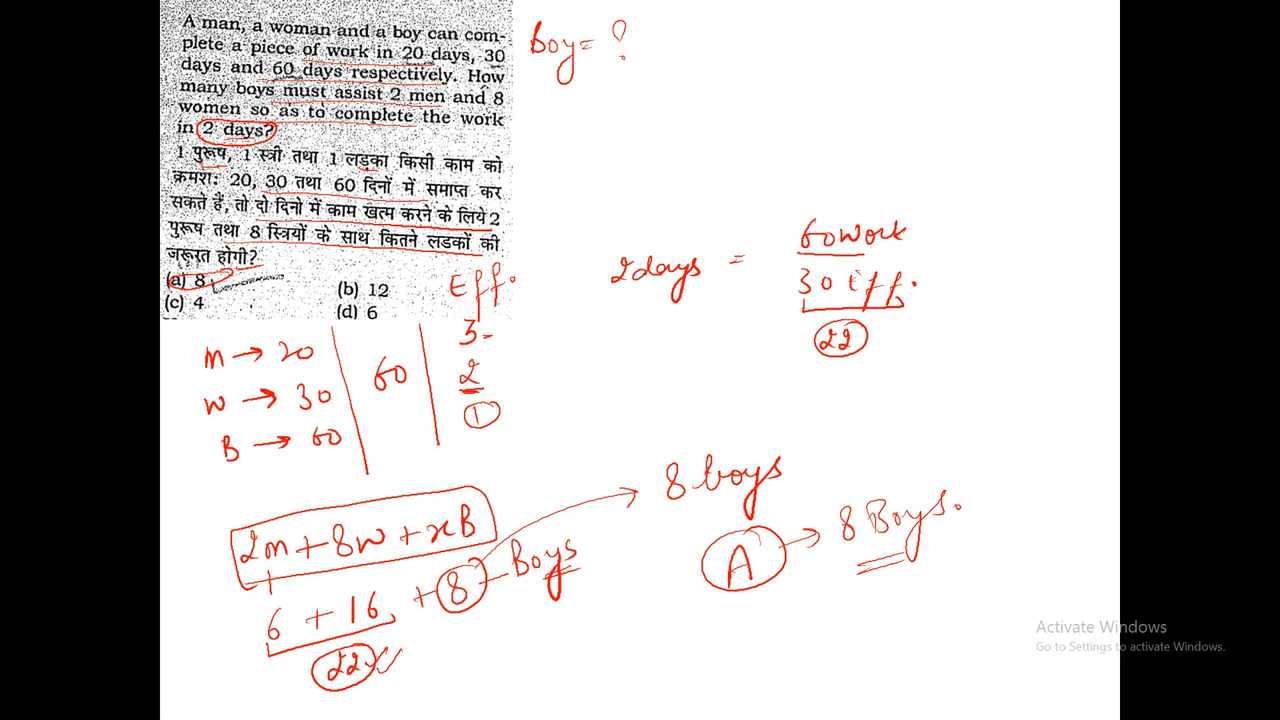 A man, a woman and a boy can com-
plete a piece of work in 20 days, 30
days and 60 days respectively. How
many boys must assist 2 men and 8
women so as to complete the work
in 2 days?
1 पुरूष, 1 स्त्री तथा 1 लड़का किसी काम को
क्रमशः 20, 30 तथा 60 दिनों में समाप्त कर
सकते हैं, तो दो दिनो में काम खत्म करने के लिये 2
पुरूष तथा 8 स्त्रियों के साथ कितने लडकों की
जरूरत होगी?
(a) 8
(b) 12
(c) 4
(d) 6
Boy = ?
2 days = 60 work
30 Eff.
22
Eff.
M → 20
W → 30
B → 60
60
3
2
1
2M + 8W + xB
6 + 16 + 8 - Boys
22
8 boys
A → 8 Boys.
Activate Windows
Go to Settings to activate Windows.